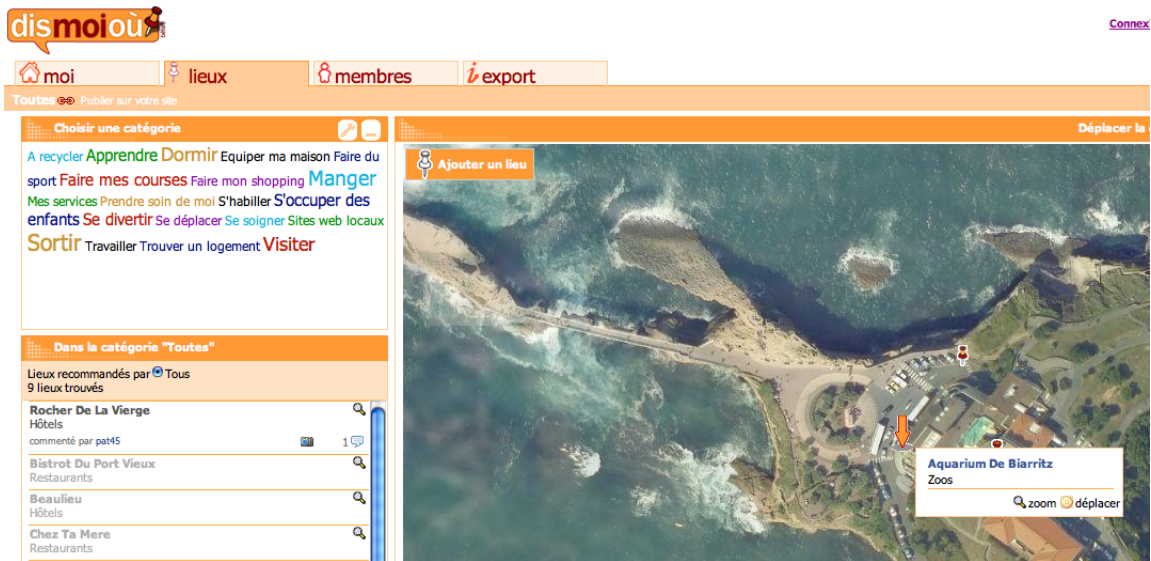 dismoioù
Connex
moi
lieux
membres
export
Toutes Publier sur votre site
Choisir une catégorie
A recycler Apprendre Dormir Equiper ma maison Faire du
sport Faire mes courses Faire mon shopping Manger
Mes services Prendre soin de moi S'habiller S'occuper des
enfants Se divertir Se déplacer Se soigner Sites web locaux
Sortir Travailler Trouver un logement Visiter
Dans la catégorie "Toutes"
Lieux recommandés par Tous
9 lieux trouvés
Rocher De La Vierge
Hôtels
commenté par pat45
1
Bistrot Du Port Vieux
Restaurants
Beaulieu
Hôtels
Chez Ta Mere
Restaurants
Déplacer la
Ajouter un lieu
Aquarium De Biarritz
Zoos
zoom déplacer